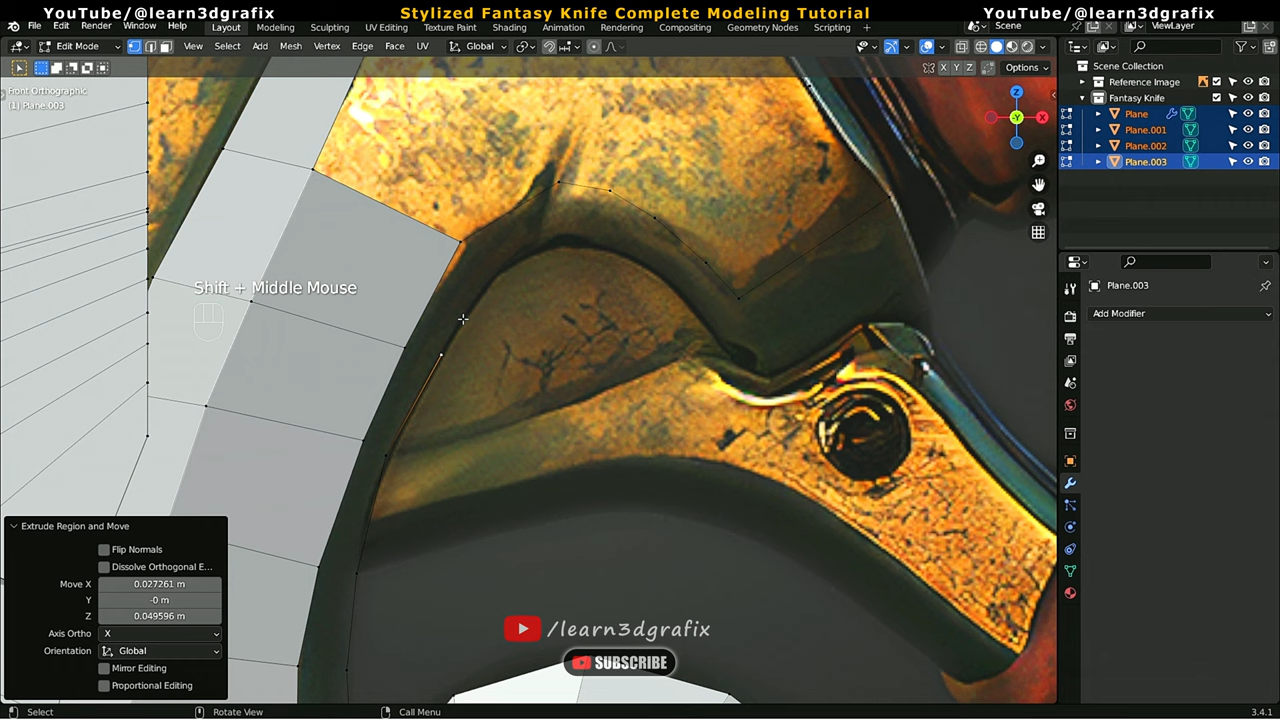 YouTube/@learn3dgrafix
Stylized Fantasy Knife Complete Modeling Tutorial
YouTube/@learn3dgrafix
File Edit Render Window Help
Layout Modeling Sculpting UV Editing Texture Paint Shading Animation Rendering Compositing Geometry Nodes Scripting
Scene
ViewLayer
Edit Mode View Select Add Mesh Vertex Edge Face UV
Global
X Y Z Options
Front Orthographic
(1) Plane.003
Z
X
-Y
Scene Collection
Reference Image
Fantasy Knife
Plane
Plane.001
Plane.002
Plane.003
Plane.003
Add Modifier
Shift + Middle Mouse
Extrude Region and Move
Flip Normals
Dissolve Orthogonal E...
Move X 0.027261 m
Y -0 m
Z 0.049596 m
Axis Ortho X
Orientation Global
Mirror Editing
Proportional Editing
/learn3dgrafix
SUBSCRIBE
Select Rotate View Call Menu 3.4.1